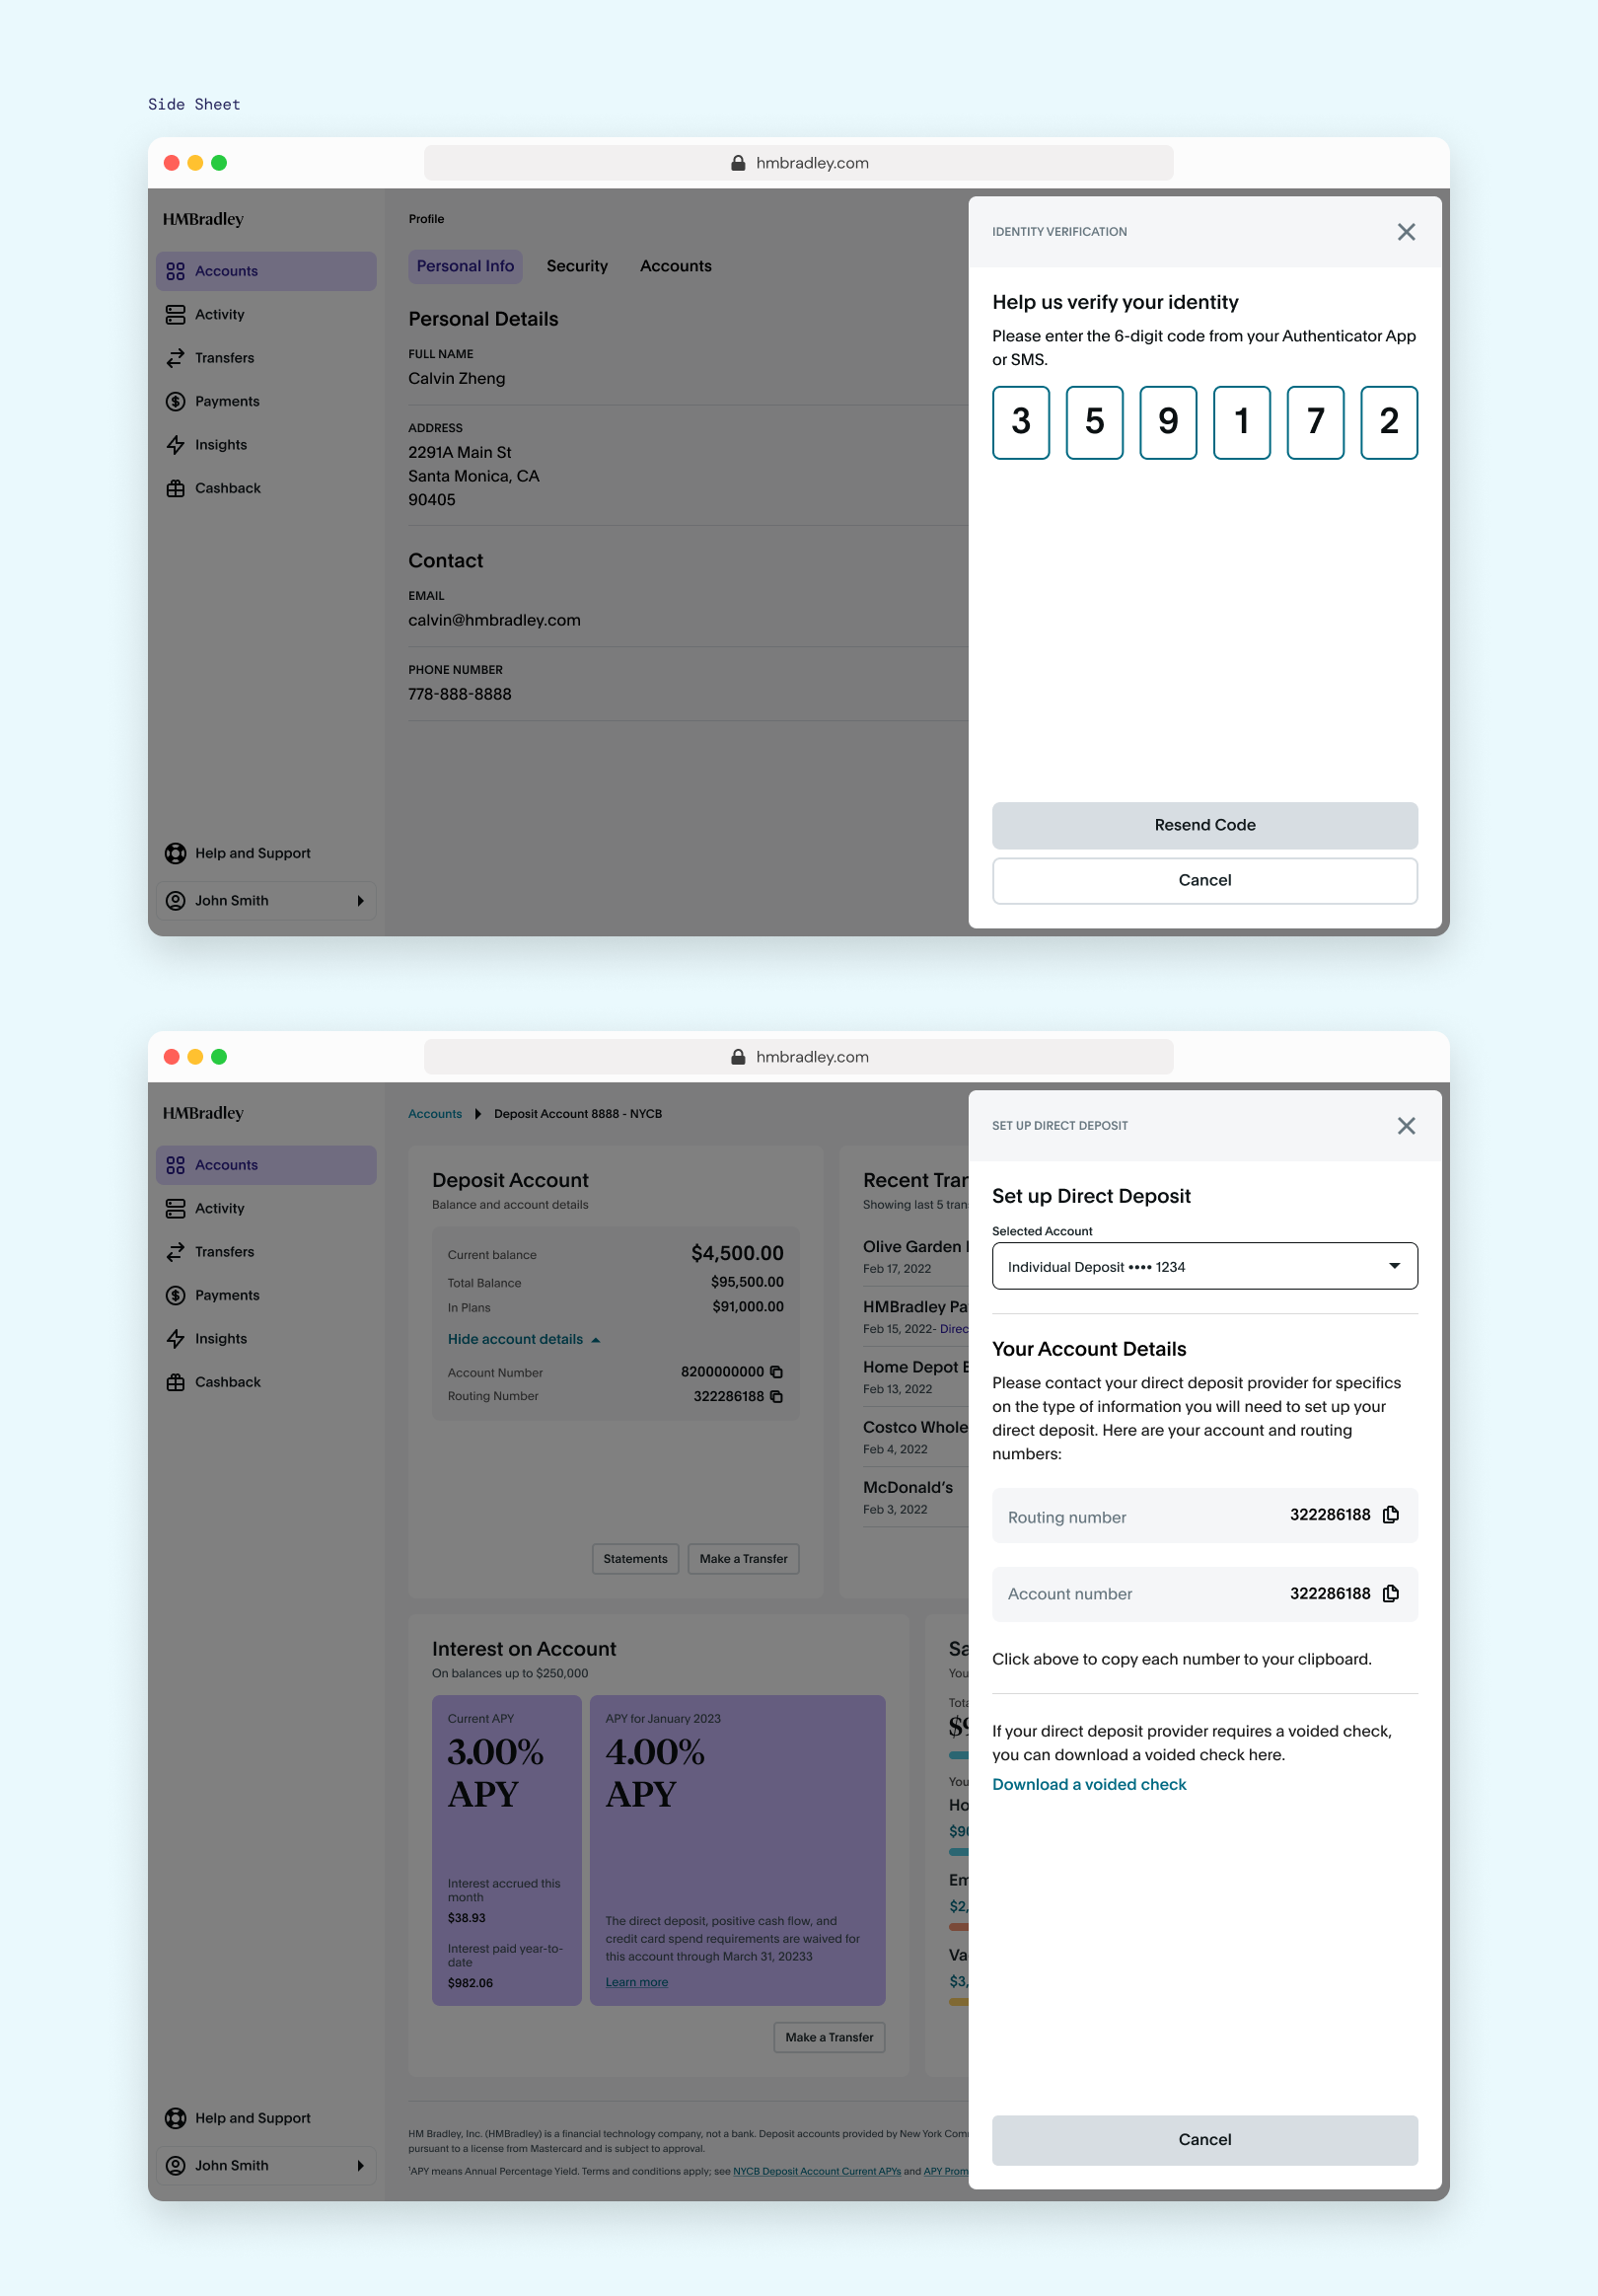 Side Sheet
hmbradley.com
HMBradley
Accounts
Activity
Transfers
Payments
Insights
Cashback
Help and Support
John Smith
Profile
Personal Info Security Accounts
Personal Details
FULL NAME
Calvin Zheng
ADDRESS
2291A Main St
Santa Monica, CA
90405
Contact
EMAIL
calvin@hmbradley.com
PHONE NUMBER
778-888-8888
IDENTITY VERIFICATION
Help us verify your identity
Please enter the 6-digit code from your Authenticator App
or SMS.
3 5 9 1 7 2
Resend Code
Cancel
hmbradley.com
HMBradley
Accounts
Activity
Transfers
Payments
Insights
Cashback
Help and Support
John Smith
Accounts Deposit Account 8888 - NYCB
Deposit Account
Balance and account details
Current balance $4,500.00
Total Balance $95,500.00
In Plans $91,000.00
Hide account details
Account Number 8200000000
Routing Number 322286188
Statements Make a Transfer
Recent Tran
Showing last 5 tran
Olive Garden
Feb 17, 2022
HMBradley Pa
Feb 15, 2022- Direc
Home Depot E
Feb 13, 2022
Costco Whole
Feb 4, 2022
McDonald's
Feb 3, 2022
Interest on Account
On balances up to $250,000
Current APY
3.00%
APY
Interest accrued this
month
$38.93
Interest paid year-to-
date
$982.06
APY for January 2023
4.00%
APY
The direct deposit, positive cash flow, and
credit card spend requirements are waived for
this account through March 31, 20233
Learn more
Make a Transfer
Sa
You
Tota
$9
You
Ho
$90
Em
$2,
Va
$3,
HM Bradley, Inc. (HMBradley) is a financial technology company, not a bank. Deposit accounts provided by New York Com
pursuant to a license from Mastercard and is subject to approval.
¹APY means Annual Percentage Yield. Terms and conditions apply; see NYCB Deposit Account Current APYs and APY Prom
SET UP DIRECT DEPOSIT
Set up Direct Deposit
Selected Account
Individual Deposit •••• 1234
Your Account Details
Please contact your direct deposit provider for specifics
on the type of information you will need to set up your
direct deposit. Here are your account and routing
numbers:
Routing number 322286188
Account number 322286188
Click above to copy each number to your clipboard.
If your direct deposit provider requires a voided check,
you can download a voided check here.
Download a voided check
Cancel